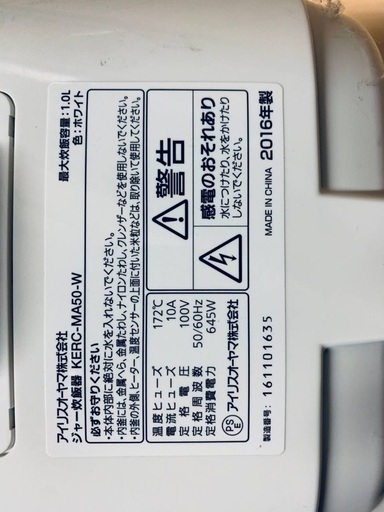 アイリスオーヤマ株式会社
ジャー炊飯器 KERC-MA50-W
最大炊飯容量:1.0L
色:ホワイト
必ずお守りください
・本体内部に絶対に水を入れないでください。
・内釜には、金属へら、金属たわし、ナイロンたわし、クレンザーなどを使用しないでください。
・内釜の外側、ヒーター、温度センサーの上面に付いた米粒などは、取り除いて使用してください。
温度ヒューズ 172℃
電流ヒューズ 10A
定格電圧 100V
定格周波数 50/60Hz
定格消費電力 645W
警告
感電のおそれあり
水につけたり、水をかけたり
しないでください。
PS
E
アイリスオーヤマ株式会社
製造番号:161101635
MADE IN CHINA 2016年製